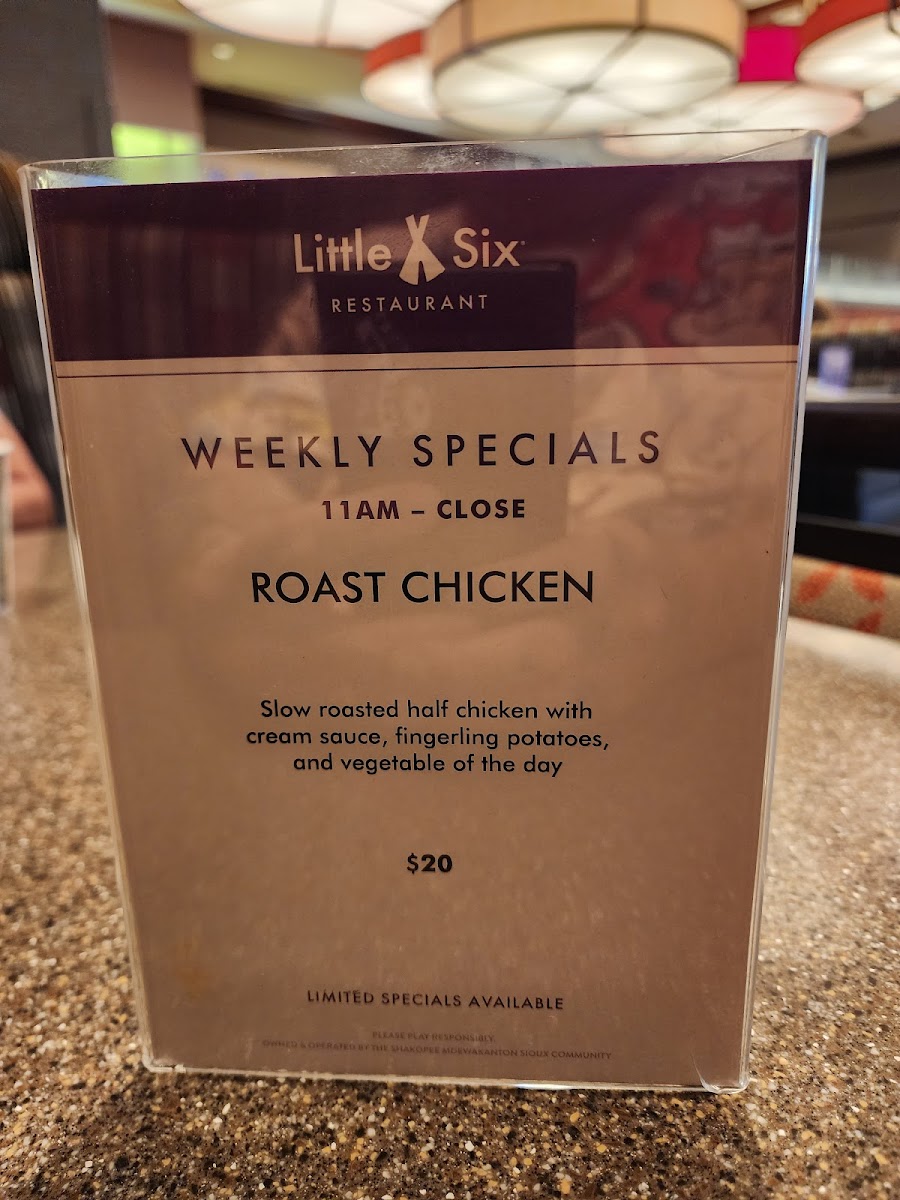 Little Six
RESTAURANT
WEEKLY SPECIALS
11AM – CLOSE
ROAST CHICKEN
Slow roasted half chicken with
cream sauce, fingerling potatoes,
and vegetable of the day
$20
LIMITED SPECIALS AVAILABLE
PLEASE PLAY RESPONSIBLY.
OWNED & OPERATED BY THE SHAKOPEE MDEWAKANTON SIOUX COMMUNITY